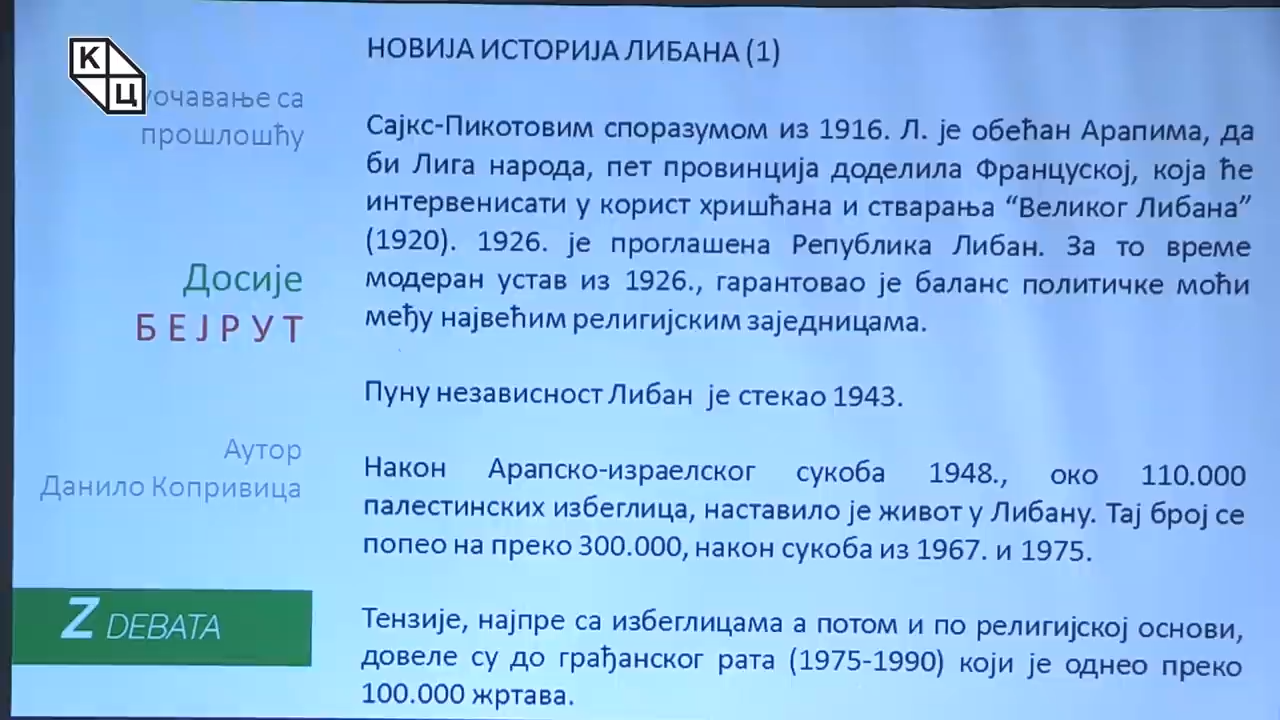 КЦ
НОВИЈА ИСТОРИЈА ЛИБАНА (1)
са
прошлошћу
Сајкс-Пикотовим споразумом из 1916. Л. је обећан Арапима, да
би Лига народа, пет провинција доделила Француској, која ће
интервенисати у корист хришћана и стварања “Великог Либана”
(1920). 1926. је проглашена Република Либан. За то време
модеран устав из 1926., гарантовао је баланс политичке моћи
међу највећим религијским заједницама.
Досије
БЕЈРУТ
Пуну независност Либан је стекао 1943.
Аутор
Данило Копривица
Након Арапско-израелског сукоба 1948., око 110.000
палестинских избеглица, наставило је живот у Либану. Тај број се
попео на преко 300.000, након сукоба из 1967. и 1975.
Z DEBATA
Тензије, најпре са избеглицама а потом и по религијској основи,
довеле су до грађанског рата (1975-1990) који је однео преко
100.000 жртава.